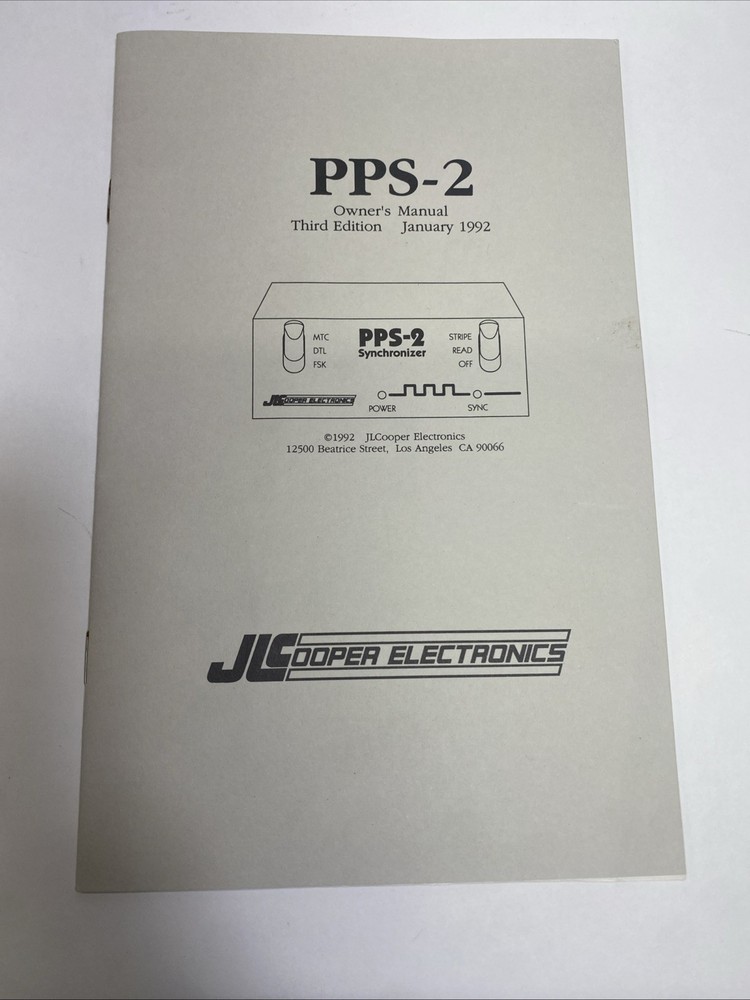 PPS-2
Owner's Manual
Third Edition January 1992
MTC
DTL
FSK
PPS-2
Synchronizer
STRIPE
READ
OFF
JLCOOPER ELECTRONICS
POWER
SYNC
©1992 JLCooper Electronics
12500 Beatrice Street, Los Angeles CA 90066
JLCOOPER ELECTRONICS